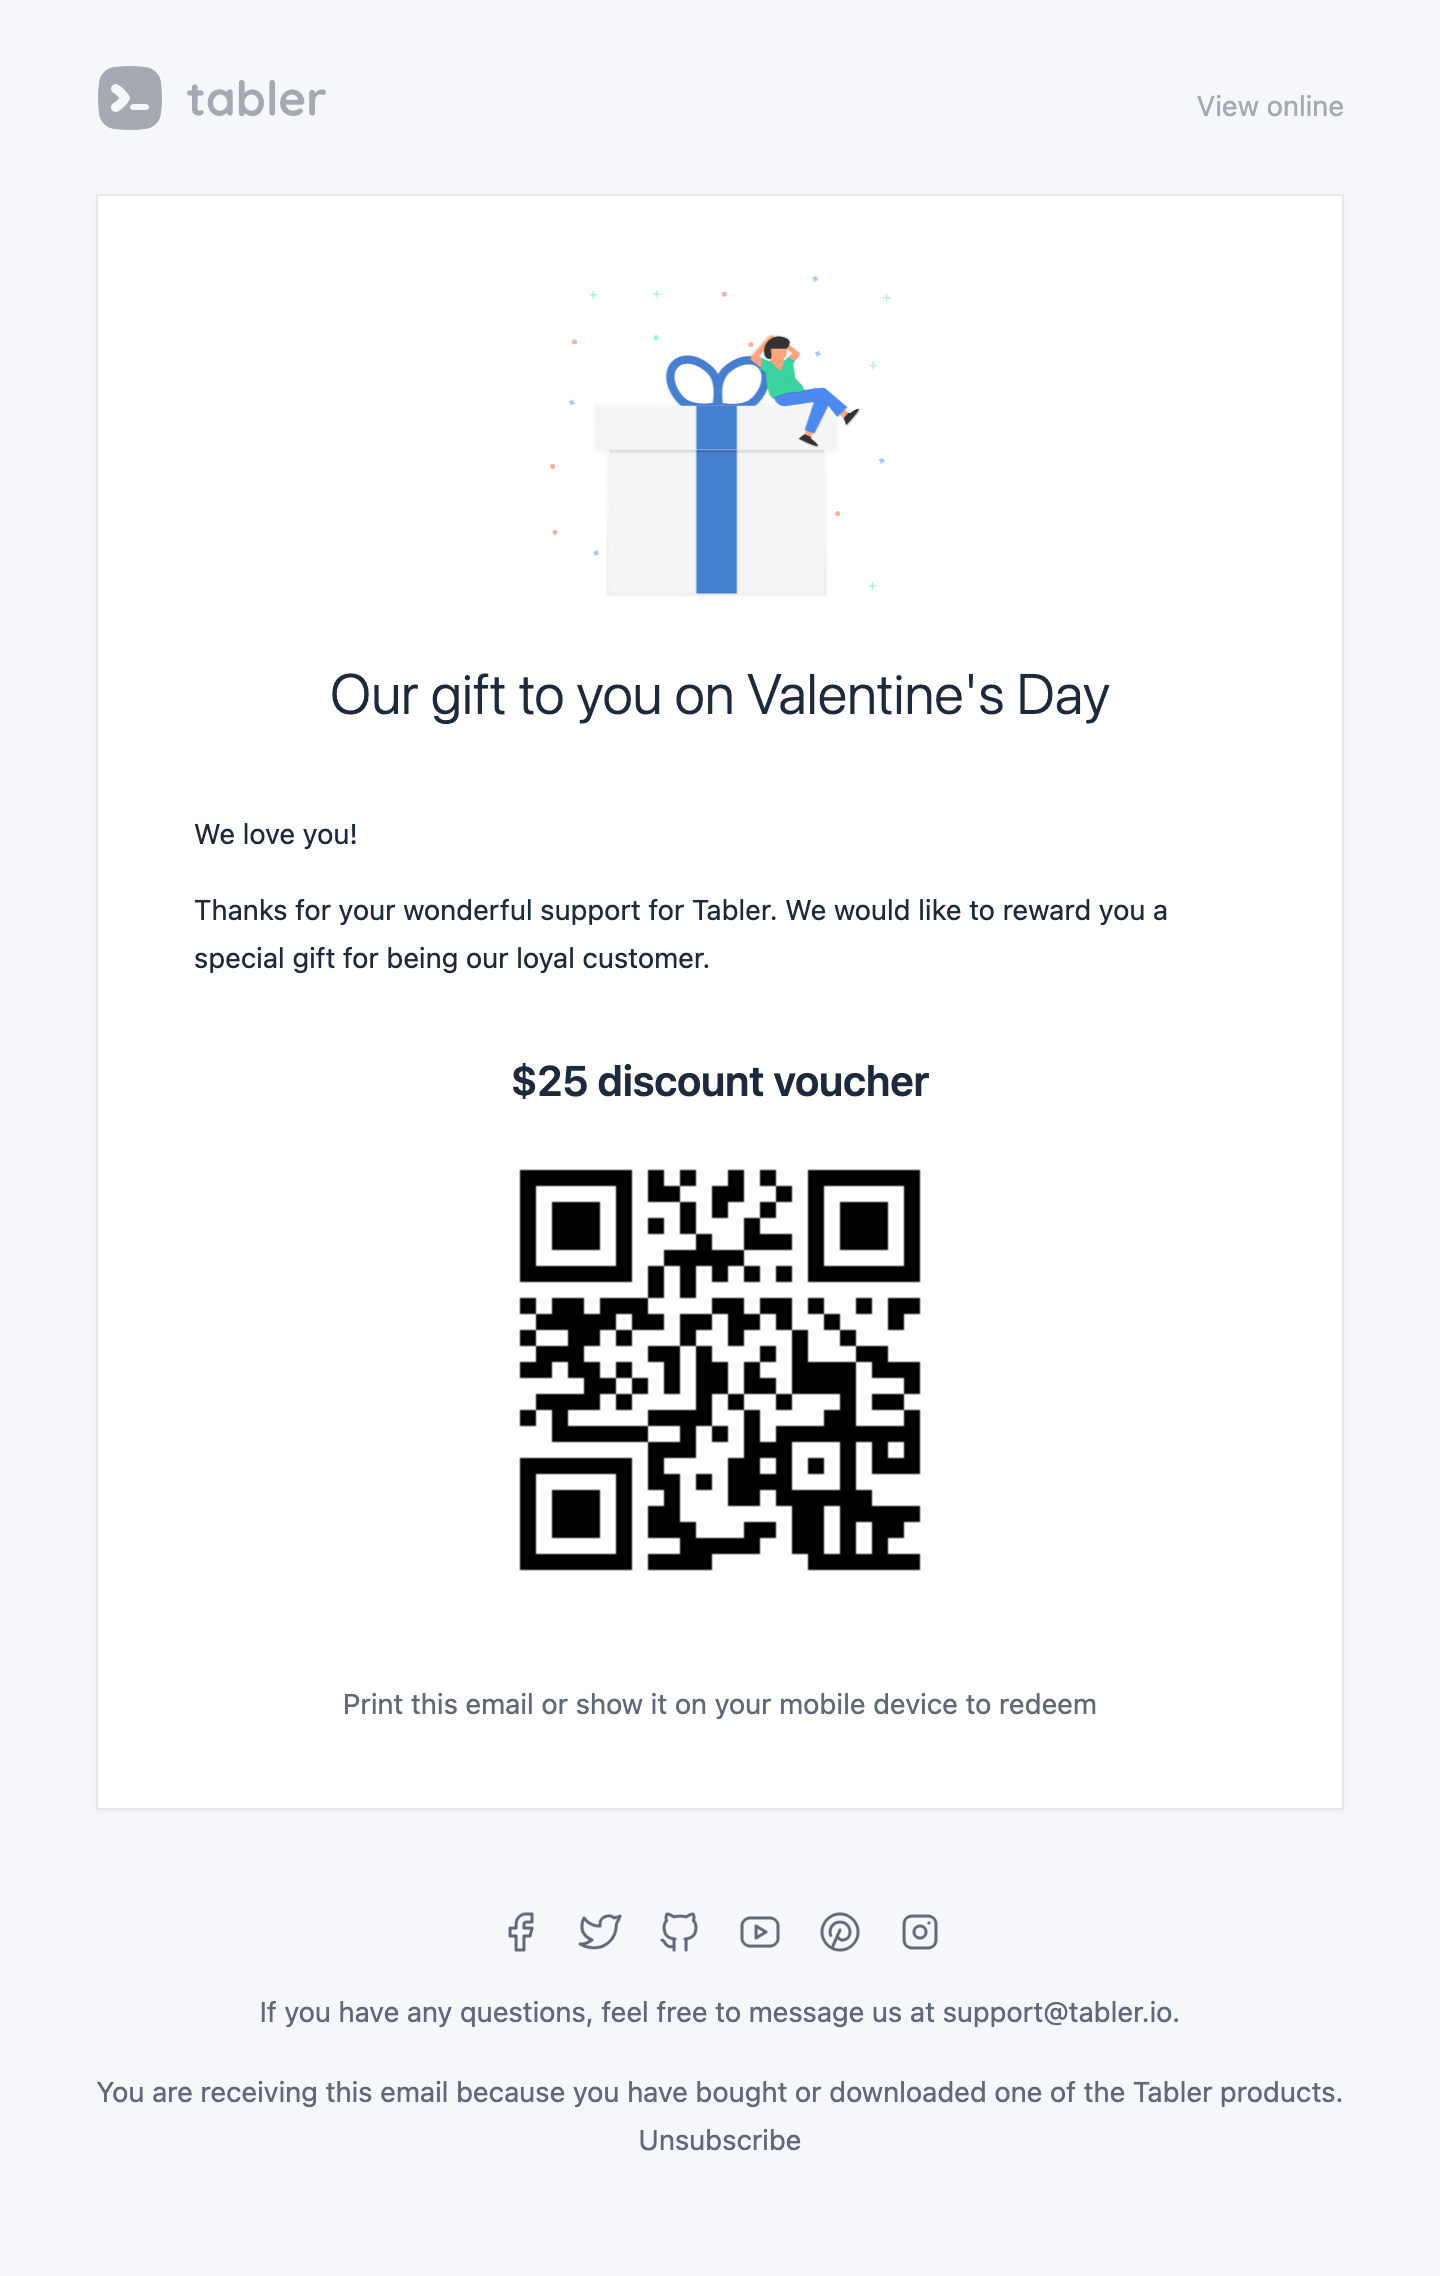 tabler
View online
Our gift to you on Valentine's Day
We love you!
Thanks for your wonderful support for Tabler. We would like to reward you a
special gift for being our loyal customer.
$25 discount voucher
Print this email or show it on your mobile device to redeem
If you have any questions, feel free to message us at support@tabler.io.
You are receiving this email because you have bought or downloaded one of the Tabler products.
Unsubscribe